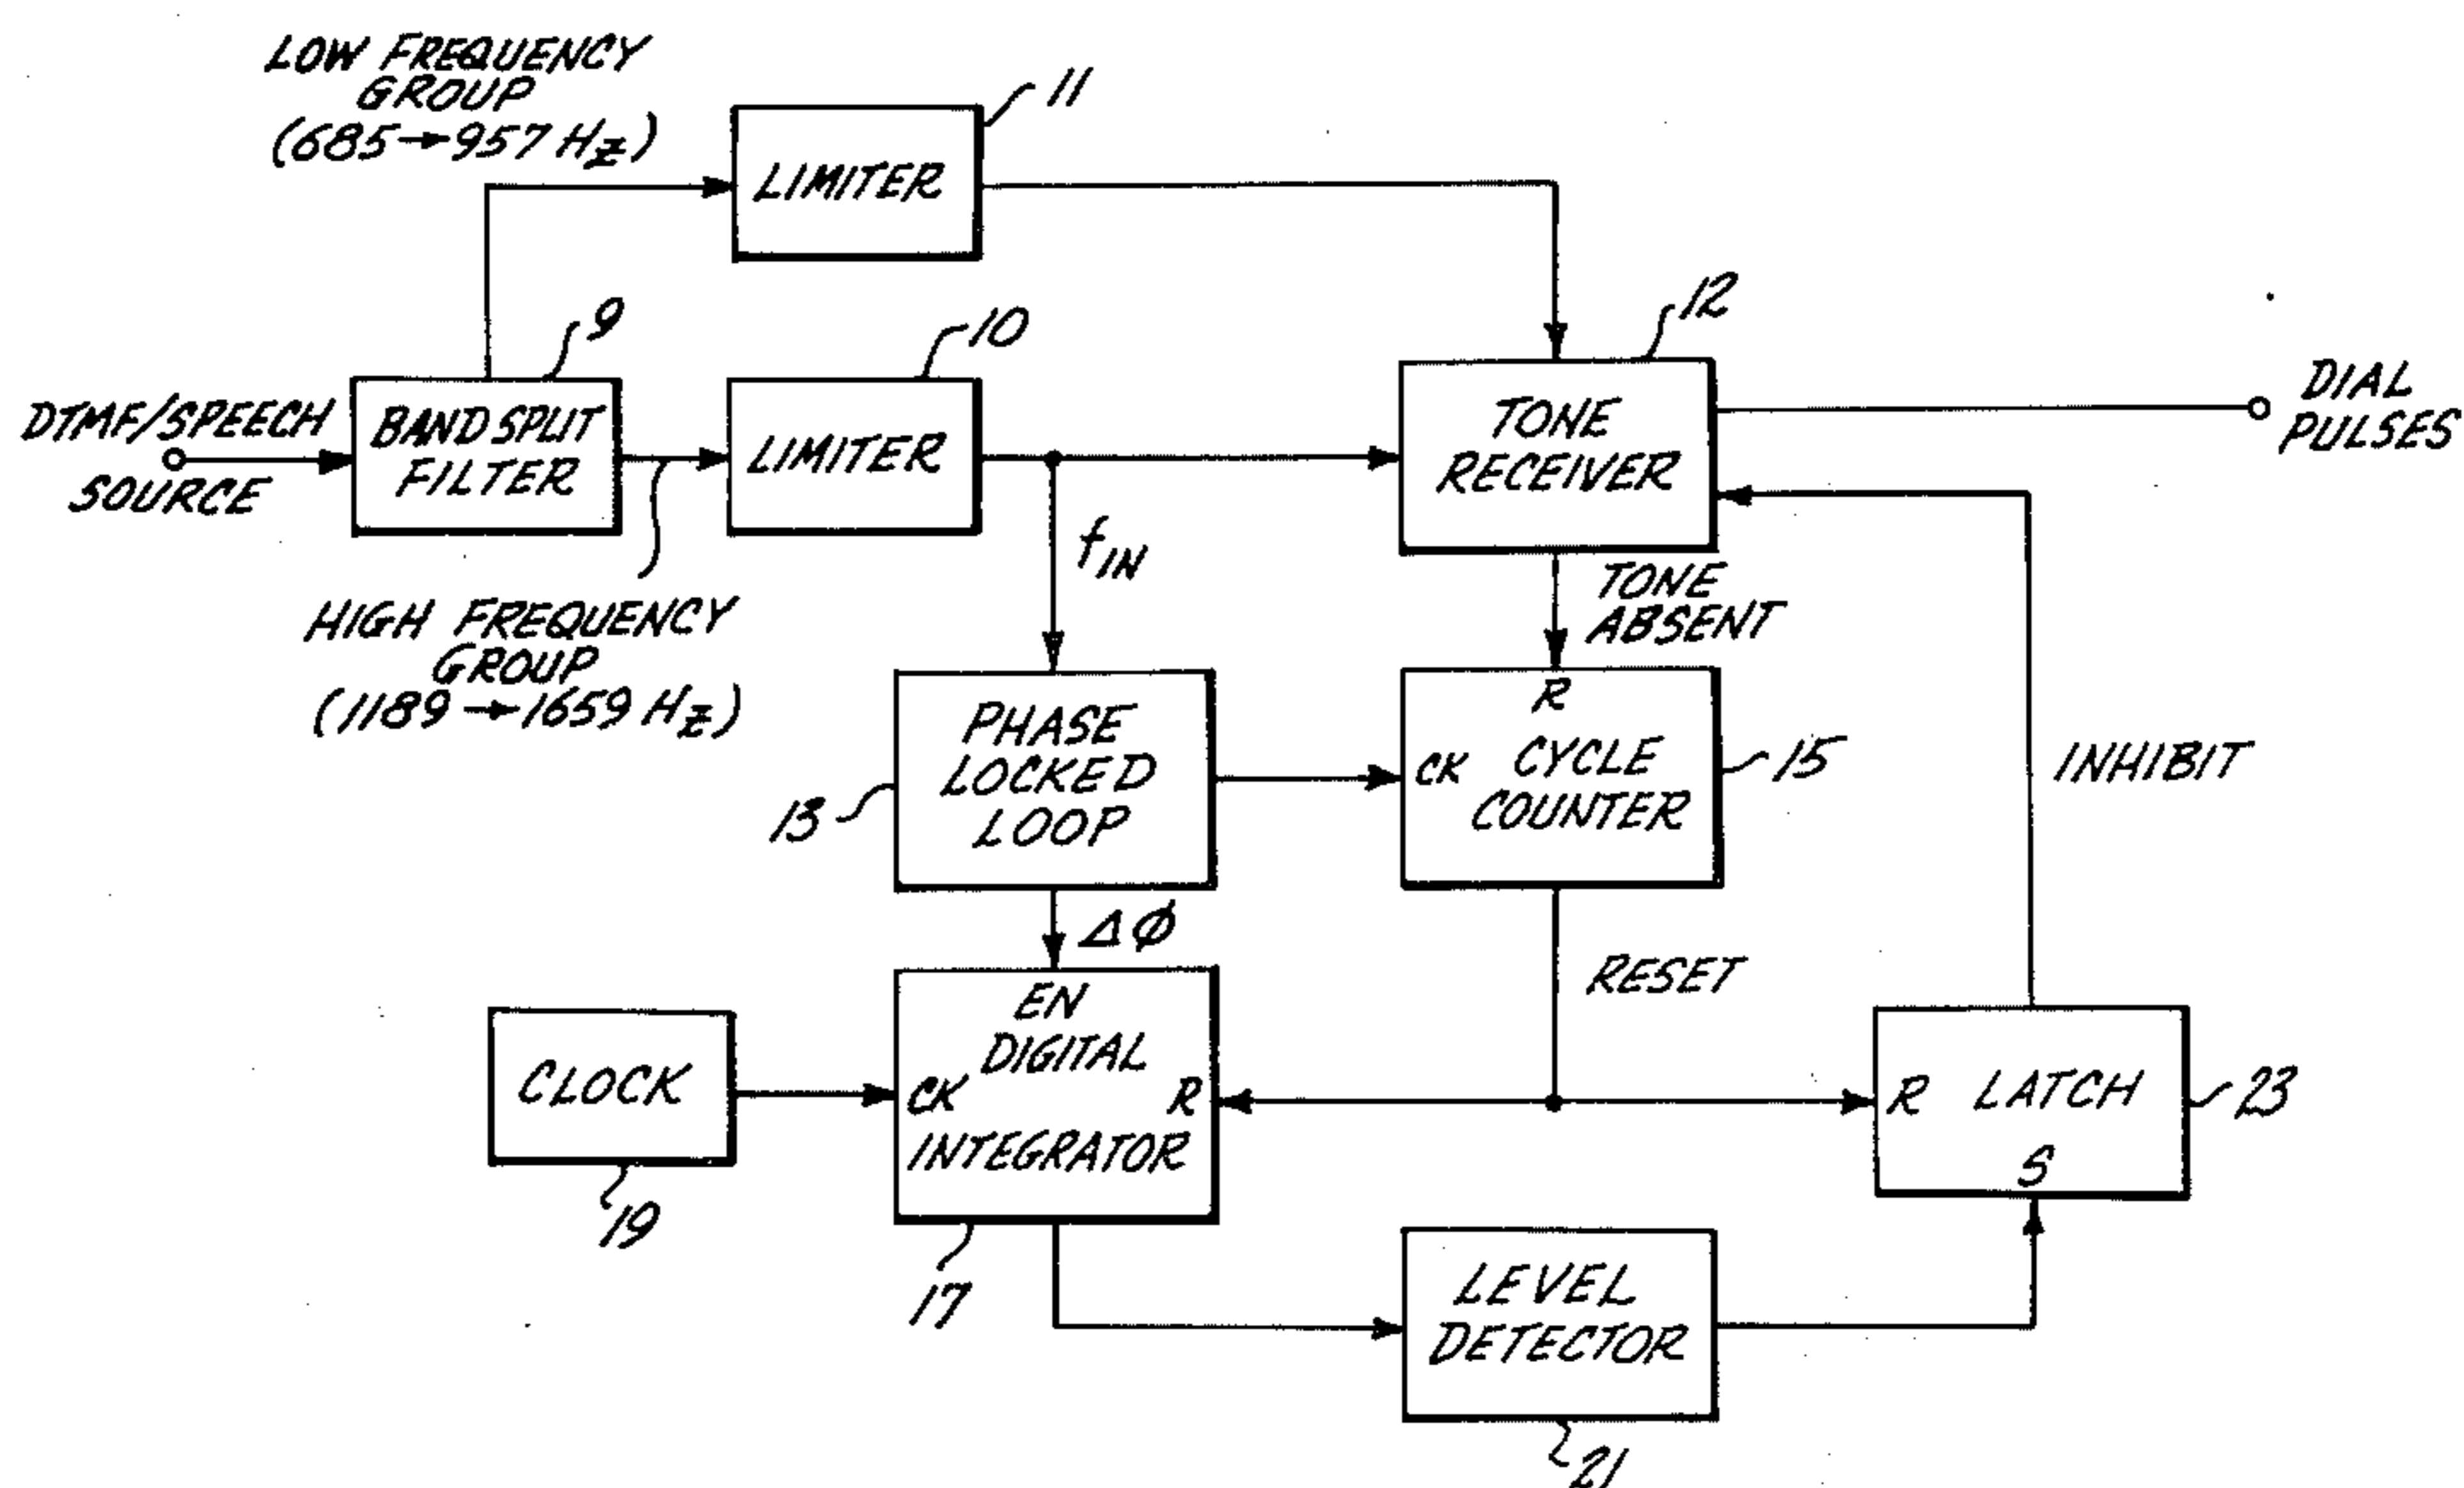 LOW FREQUENCY
GROUP
(685→957 Hz)
11
LIMITER
9
10
12
DTMF/SPEECH
SOURCE
BAND SPLIT
FILTER
LIMITER
TONE
RECEIVER
DIAL
PULSES
fIN
HIGH FREQUENCY
GROUP
(1189→1659 Hz)
TONE
ABSENT
13
PHASE
LOCKED
LOOP
R
CK CYCLE
COUNTER
15
INHIBIT
Δφ
RESET
CLOCK
19
EN
DIGITAL
CK R
INTEGRATOR
17
R LATCH
S
23
LEVEL
DETECTOR
21